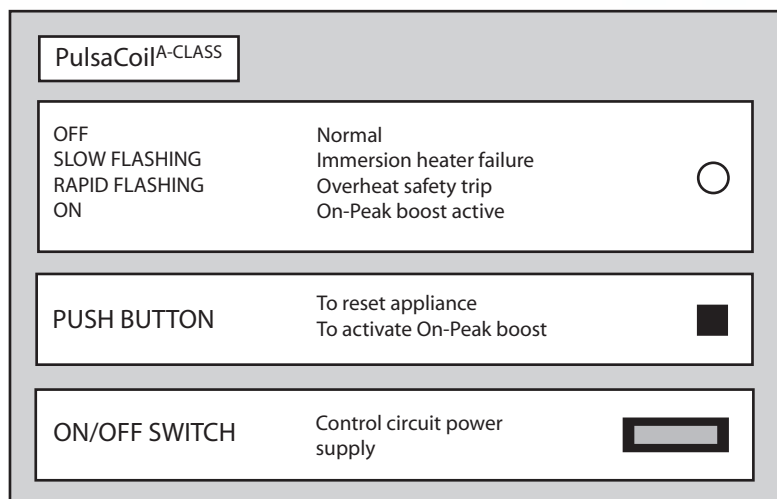 PulsaCoilA-CLASS
OFF Normal
SLOW FLASHING Immersion heater failure
RAPID FLASHING Overheat safety trip
ON On-Peak boost active
PUSH BUTTON To reset appliance
To activate On-Peak boost
ON/OFF SWITCH Control circuit power
supply